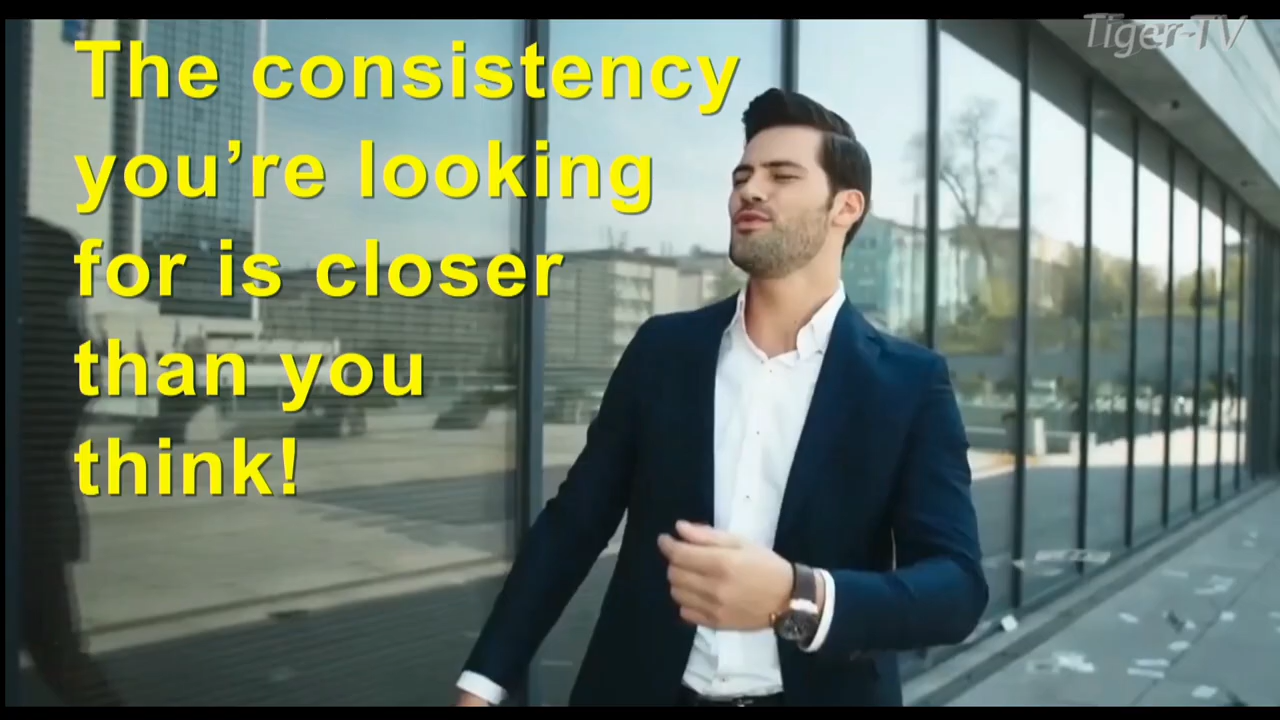 Tiger-TV
The consistency
you’re looking
for is closer
than you
think!